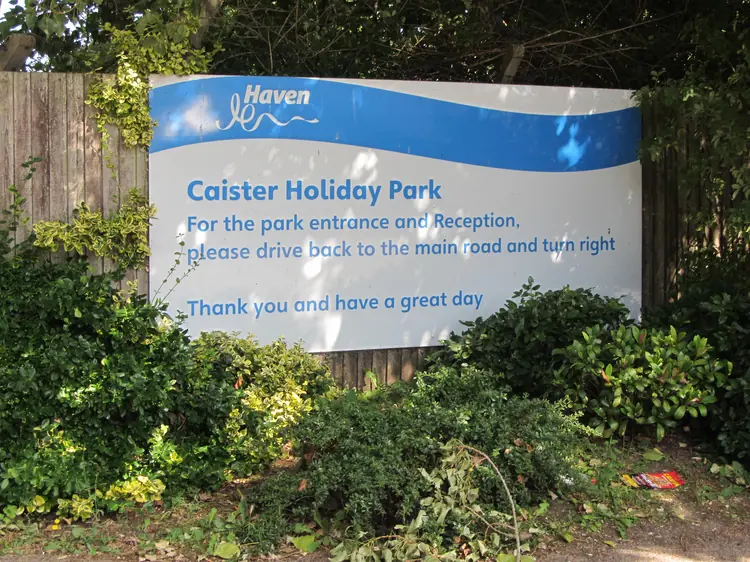 Haven
Caister Holiday Park
For the park entrance and Reception,
please drive back to the main road and turn right
Thank you and have a great day